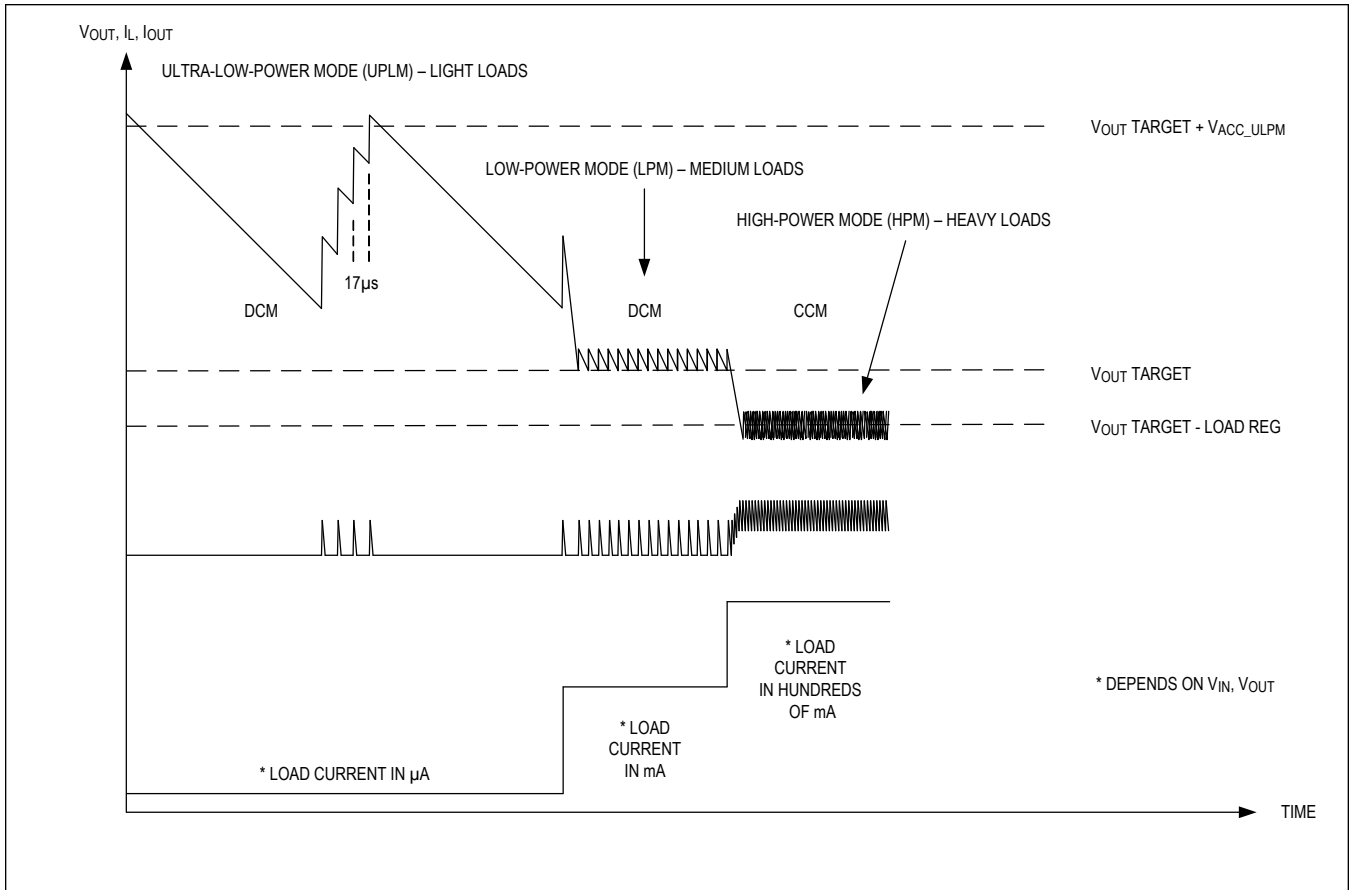 VOUT, IL, IOUT
ULTRA-LOW-POWER MODE (UPLM) – LIGHT LOADS
VOUT TARGET + VACC_ULPM
LOW-POWER MODE (LPM) – MEDIUM LOADS
HIGH-POWER MODE (HPM) – HEAVY LOADS
17µs
DCM
DCM
CCM
VOUT TARGET
VOUT TARGET - LOAD REG
* LOAD CURRENT IN µA
* LOAD
CURRENT
IN mA
* LOAD
CURRENT
IN HUNDREDS
OF mA
* DEPENDS ON VIN, VOUT
TIME